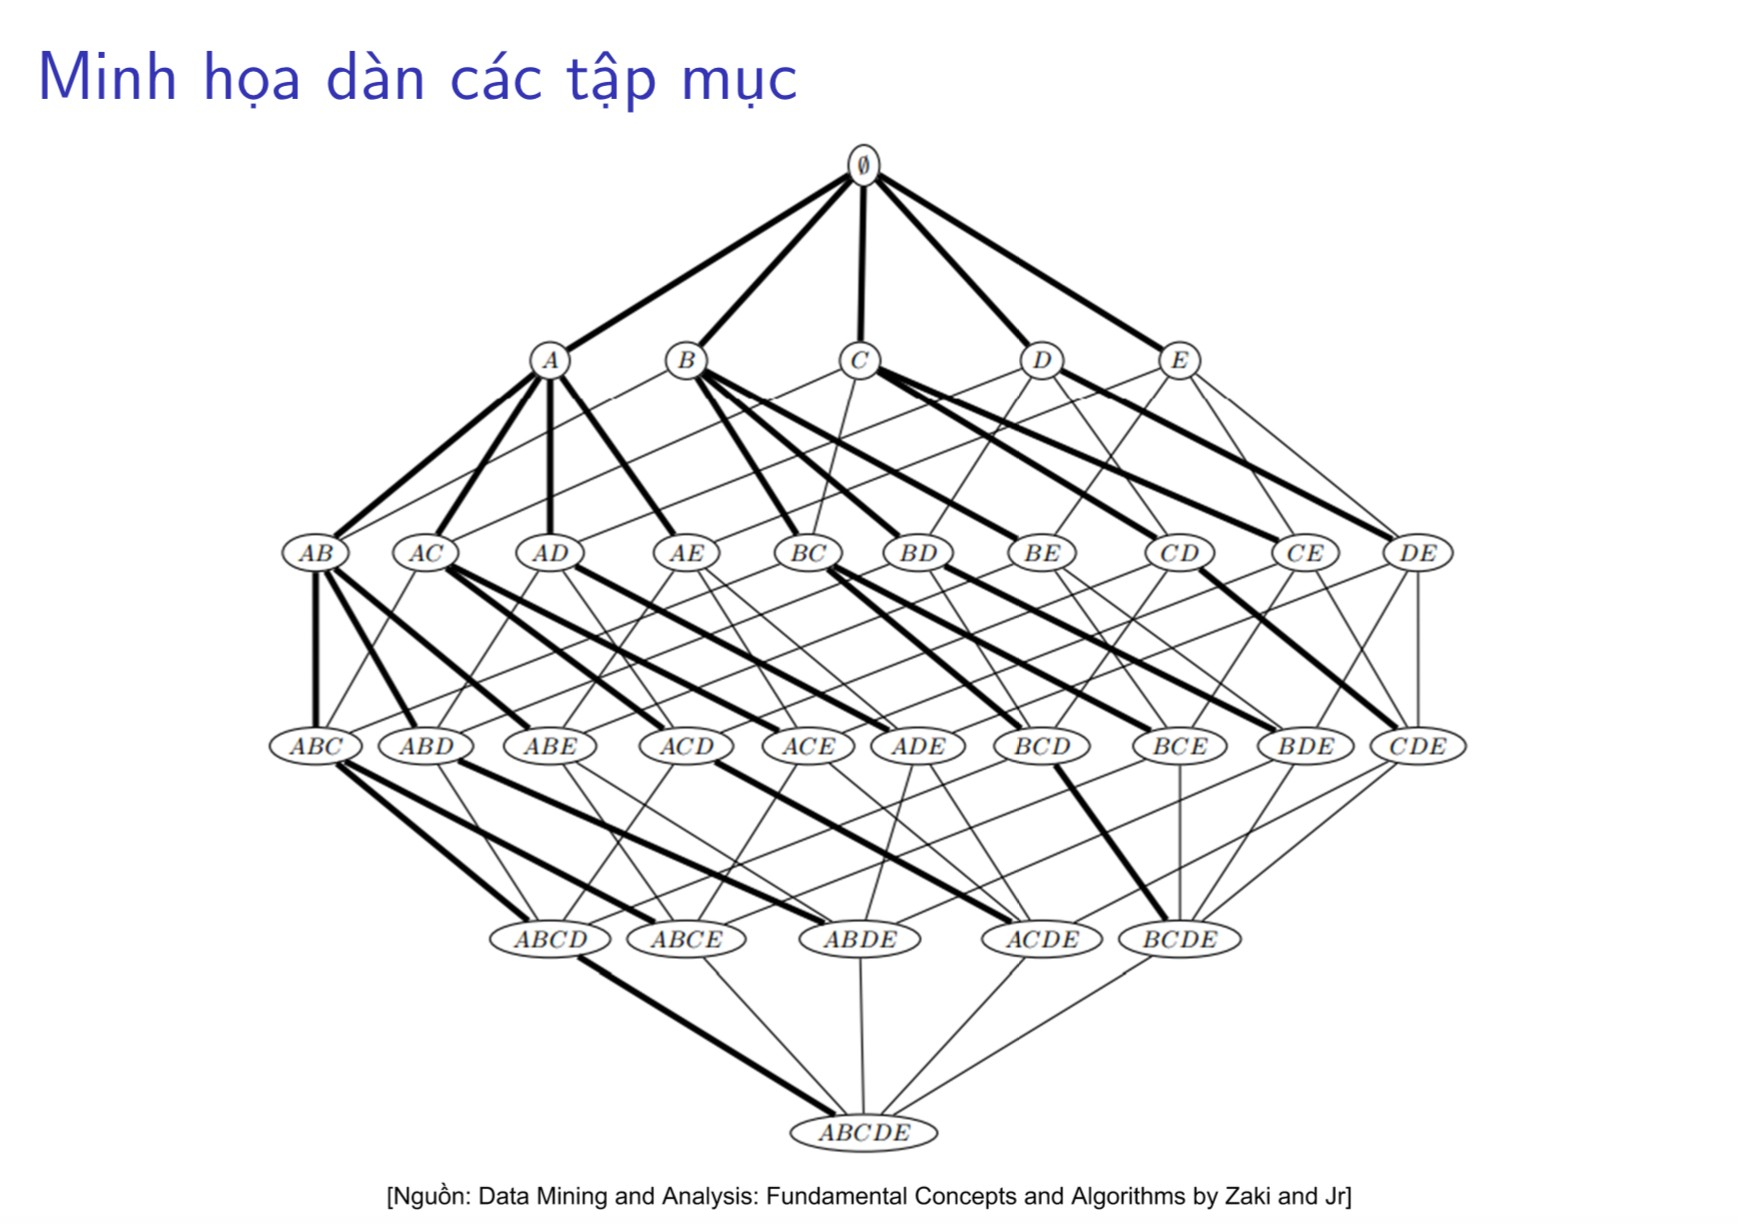 Minh họa dàn các tập mục
∅
A B C D E
AB AC AD AE BC BD BE CD CE DE
ABC ABD ABE ACD ACE ADE BCD BCE BDE CDE
ABCD ABCE ABDE ACDE BCDE
ABCDE
[Nguồn: Data Mining and Analysis: Fundamental Concepts and Algorithms by Zaki and Jr]